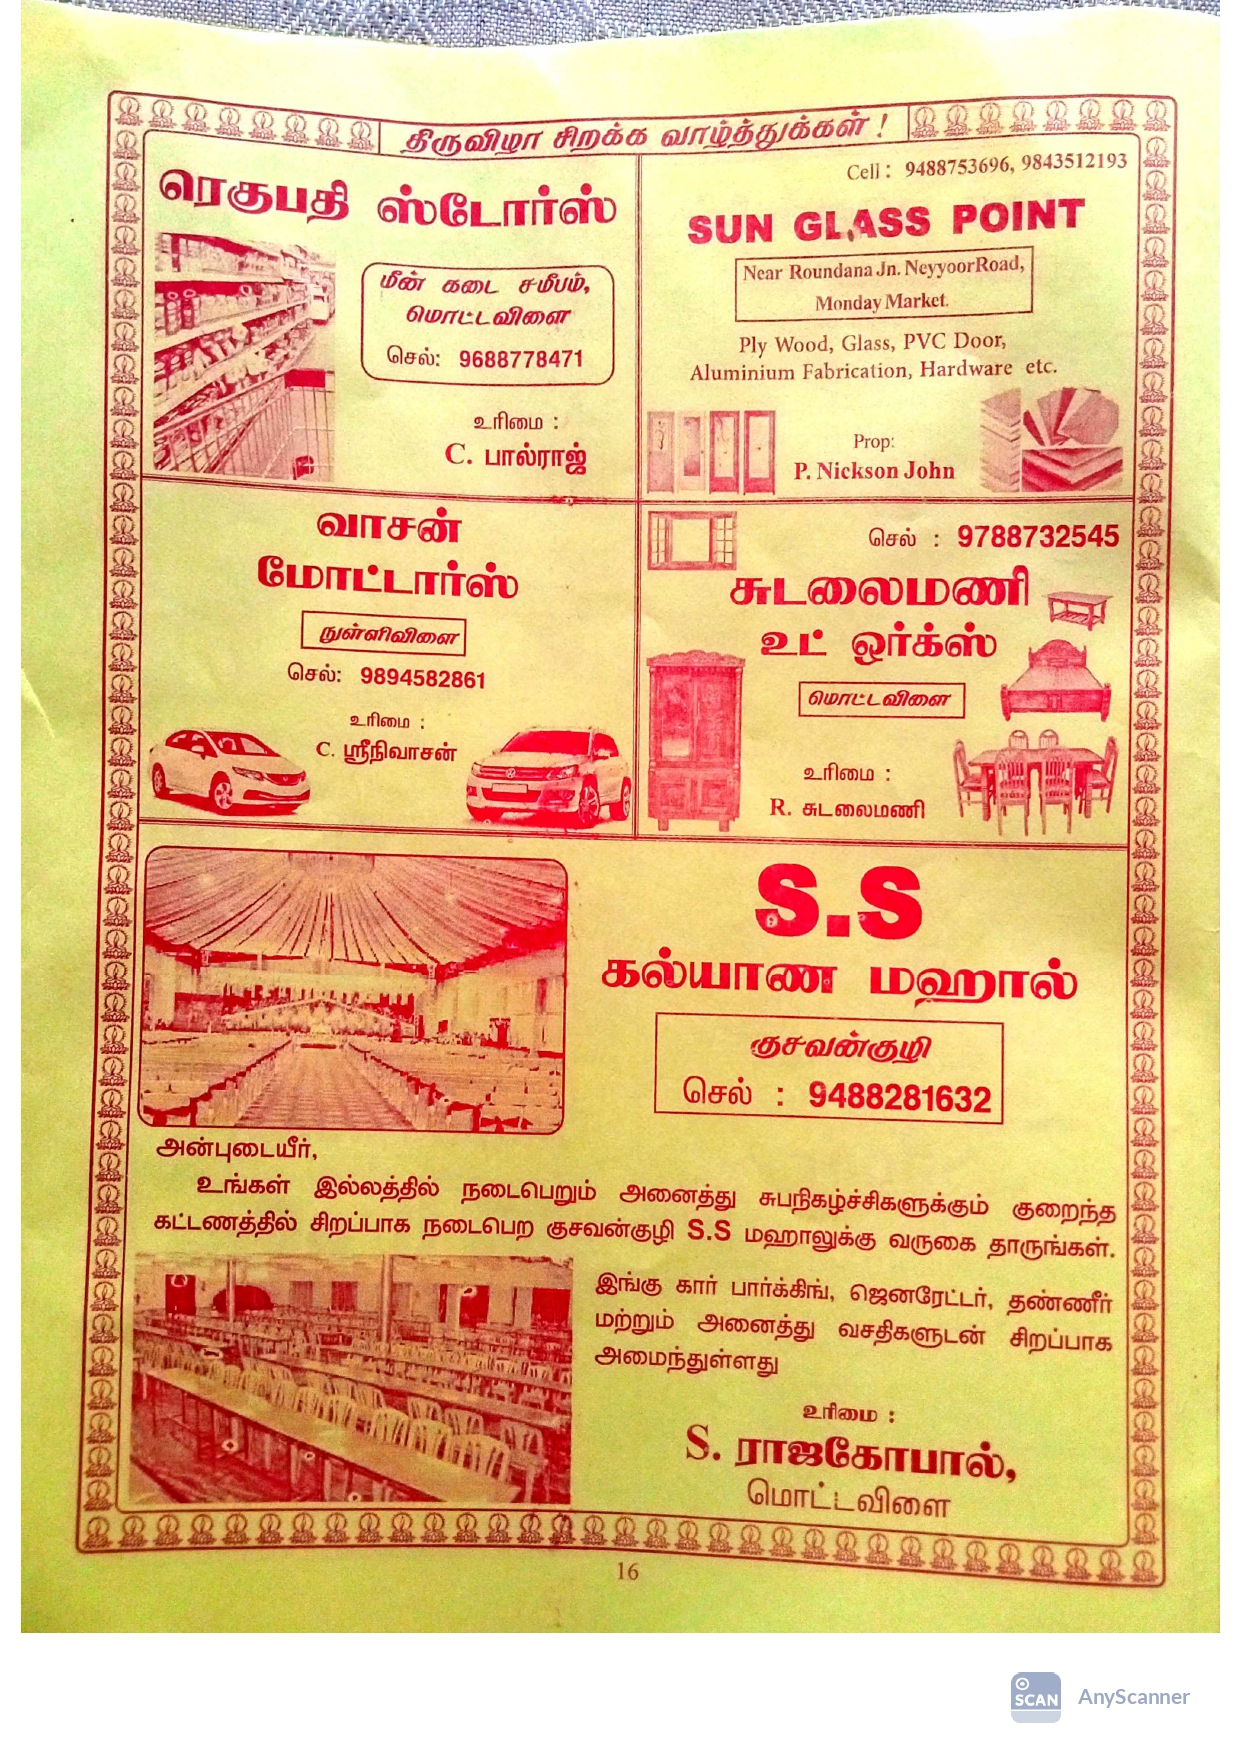 திருவிழா சிறக்க வாழ்த்துக்கள் !
ரெகுபதி ஸ்டோர்ஸ்
மீன் கடை சமீபம்,
மொட்டவிளை
செல்: 9688778471
உரிமை :
C. பால்ராஜ்
Cell : 9488753696, 9843512193
SUN GLASS POINT
Near Roundana Jn. NeyyoorRoad,
Monday Market.
Ply Wood, Glass, PVC Door,
Aluminium Fabrication, Hardware etc.
Prop:
P. Nickson John
வாசன்
மோட்டார்ஸ்
நுள்ளிவிளை
செல்: 9894582861
உரிமை :
C. ஸ்ரீநிவாசன்
செல் : 9788732545
சுடலைமணி
உட் ஒர்க்ஸ்
மொட்டவிளை
உரிமை :
R. சுடலைமணி
S.S
கல்யாண மஹால்
குசவன்குழி
செல் : 9488281632
அன்புடையீர்,
உங்கள் இல்லத்தில் நடைபெறும் அனைத்து சுபநிகழ்ச்சிகளுக்கும் குறைந்த
கட்டணத்தில் சிறப்பாக நடைபெற குசவன்குழி S.S மஹாலுக்கு வருகை தாருங்கள்.
இங்கு கார் பார்க்கிங், ஜெனரேட்டர், தண்ணீர்
மற்றும் அனைத்து வசதிகளுடன் சிறப்பாக
அமைந்துள்ளது
உரிமை :
S. ராஜகோபால்,
மொட்டவிளை
16
SCAN AnyScanner